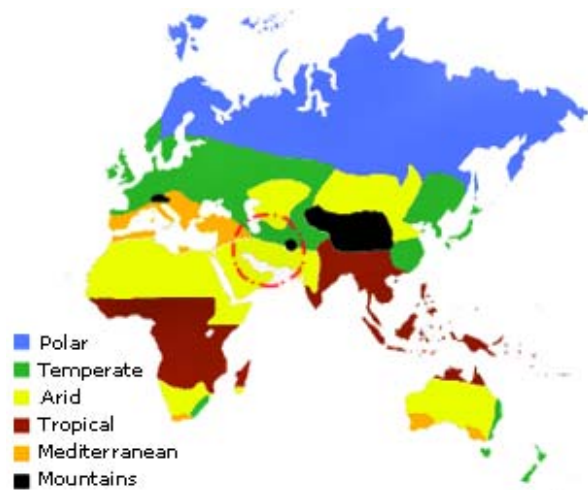 Polar
Temperate
Arid
Tropical
Mediterranean
Mountains